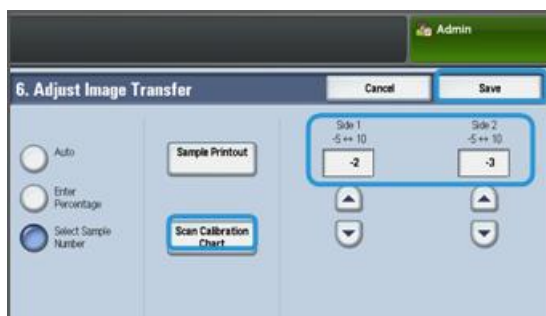 Admin
6. Adjust Image Transfer
Cancel
Save
Side 1
-5 ↔ 10
Side 2
-5 ↔ 10
-2
-3
Auto
Sample Printout
Enter
Percentage
Select Sample
Number
Scan Calibration
Chart